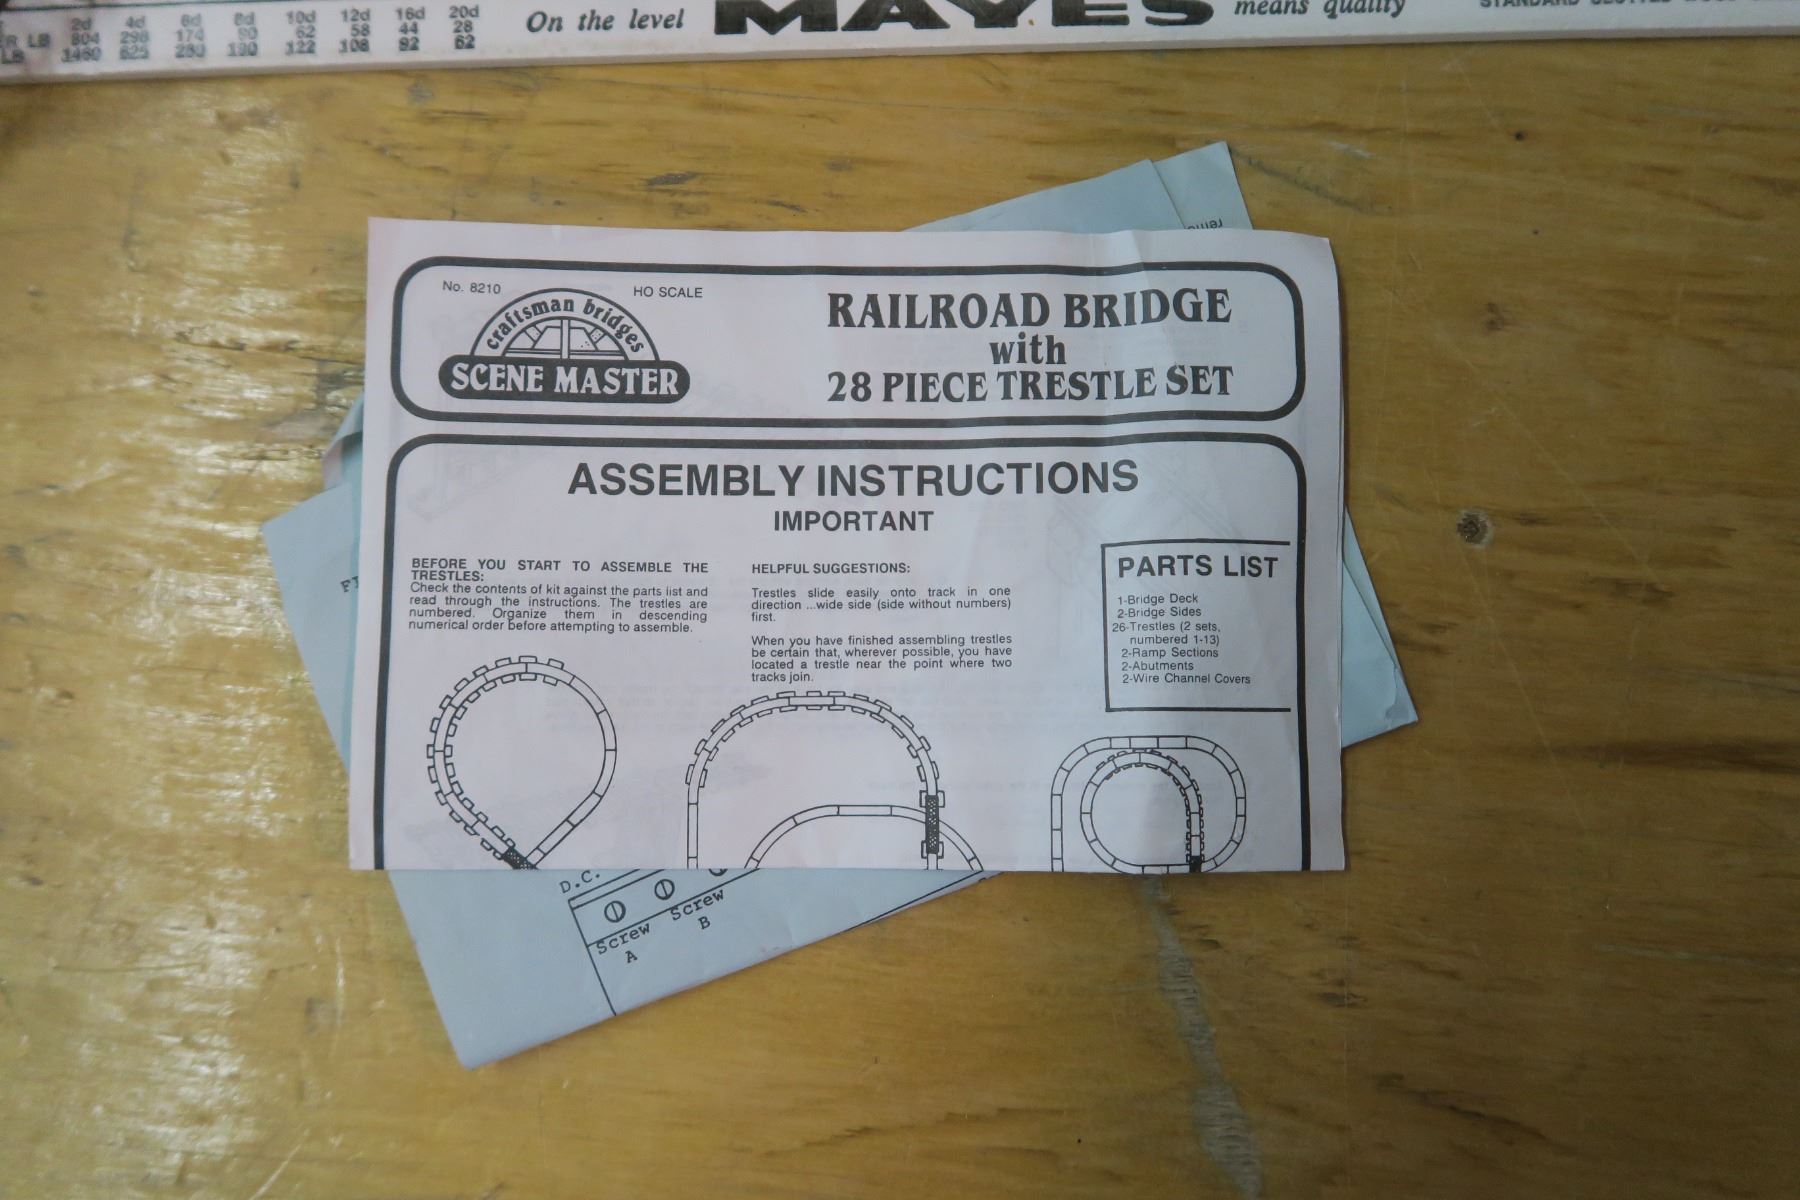 2d 4d 6d 8d 10d 12d 16d 20d
LB 804 298 174 90 62 58 44 28
LB 1460 625 280 190 122 108 92 62
On the level MAYES means quality
No. 8210
HO SCALE
craftsman bridges
SCENE MASTER
RAILROAD BRIDGE
with
28 PIECE TRESTLE SET
ASSEMBLY INSTRUCTIONS
IMPORTANT
BEFORE YOU START TO ASSEMBLE THE
TRESTLES:
Check the contents of kit against the parts list and
read through the instructions. The trestles are
numbered. Organize them in descending
numerical order before attempting to assemble.
HELPFUL SUGGESTIONS:
Trestles slide easily onto track in one
direction ...wide side (side without numbers)
first.
When you have finished assembling trestles
be certain that, wherever possible, you have
located a trestle near the point where two
tracks join.
PARTS LIST
1-Bridge Deck
2-Bridge Sides
26-Trestles (2 sets,
numbered 1-13)
2-Ramp Sections
2-Abutments
2-Wire Channel Covers
D.C.
Screw
A
Screw
B